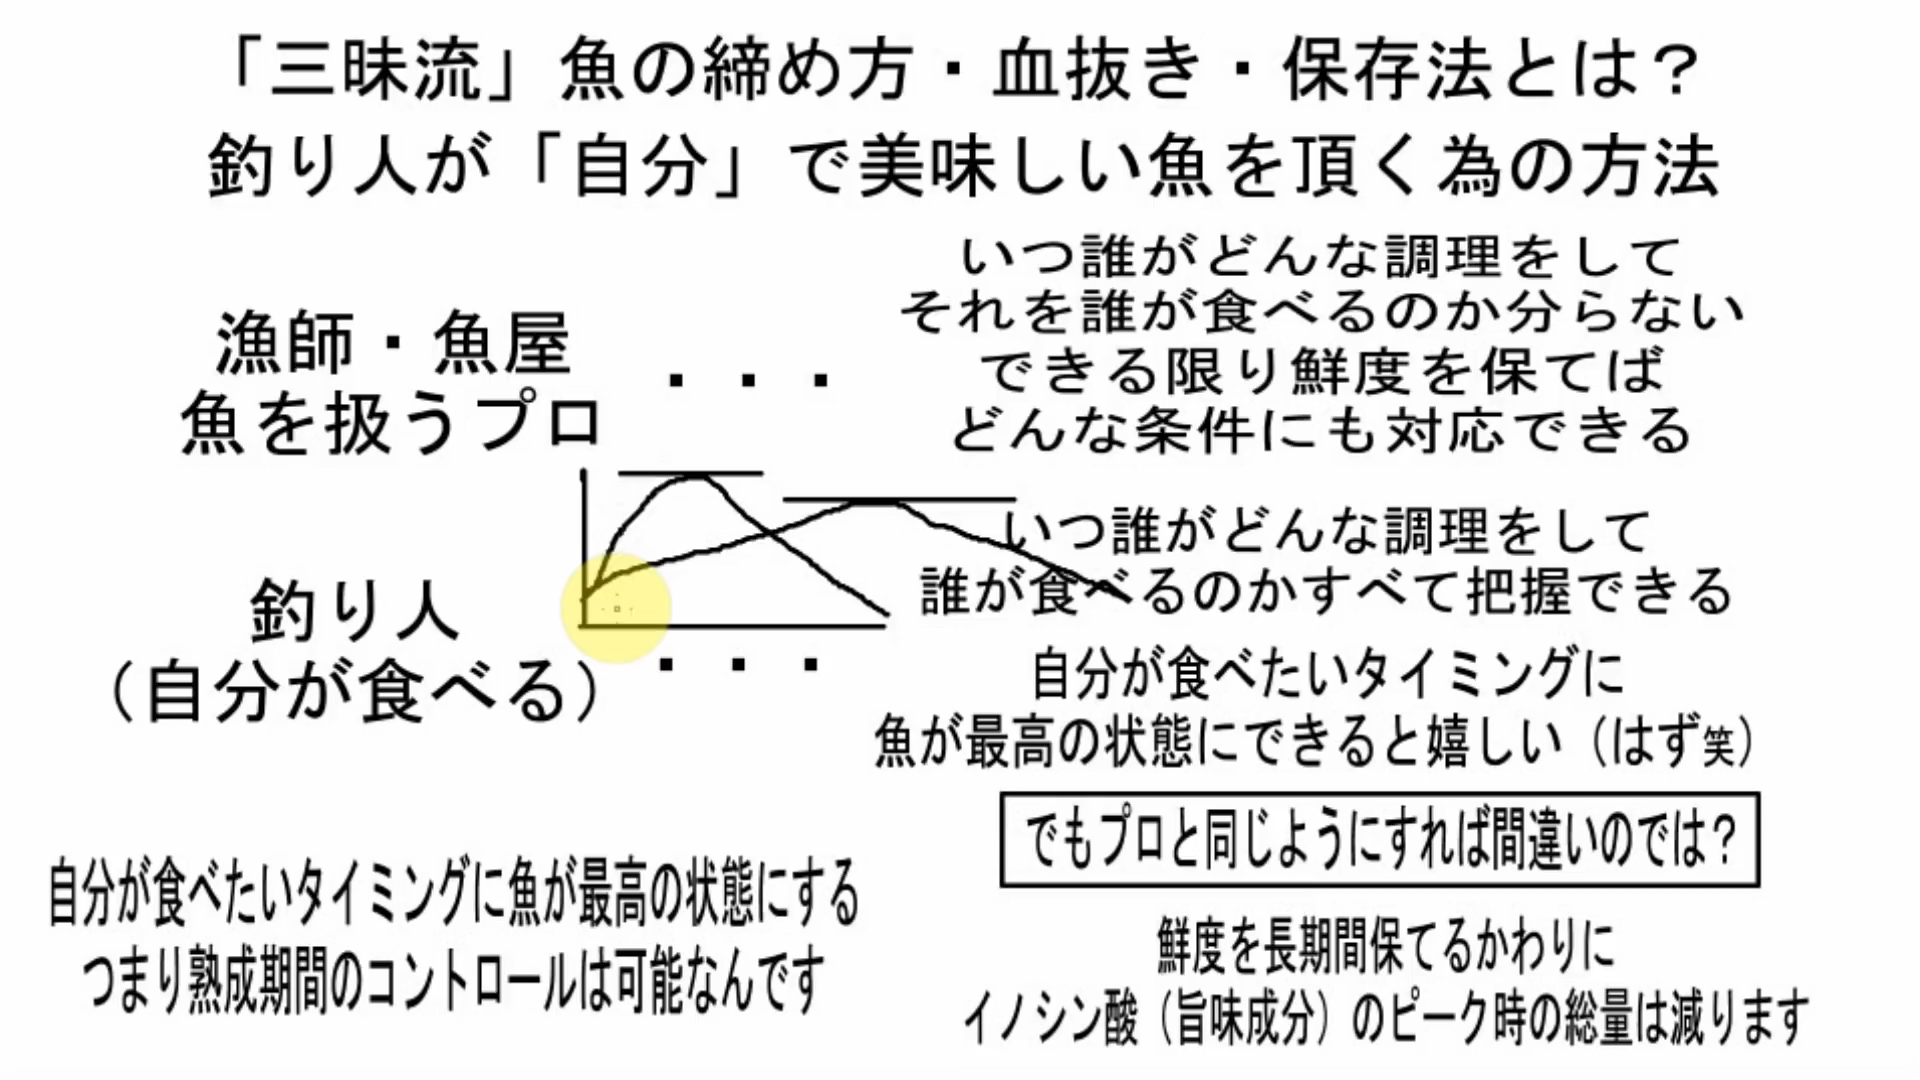 「三昧流」魚の締め方・血抜き・保存法とは？
釣り人が「自分」で美味しい魚を頂く為の方法
漁師・魚屋
魚を扱うプロ
・・・
いつ誰がどんな調理をして
それを誰が食べるのか分らない
できる限り鮮度を保てば
どんな条件にも対応できる
釣り人
（自分が食べる）
・・・
いつ誰がどんな調理をして
誰が食べるのかすべて把握できる
自分が食べたいタイミングに
魚が最高の状態にできると嬉しい（はず笑）
でもプロと同じようにすれば間違いのでは？
自分が食べたいタイミングに魚が最高の状態にする
つまり熟成期間のコントロールは可能なんです
鮮度を長期間保てるかわりに
イノシン酸（旨味成分）のピーク時の総量は減ります